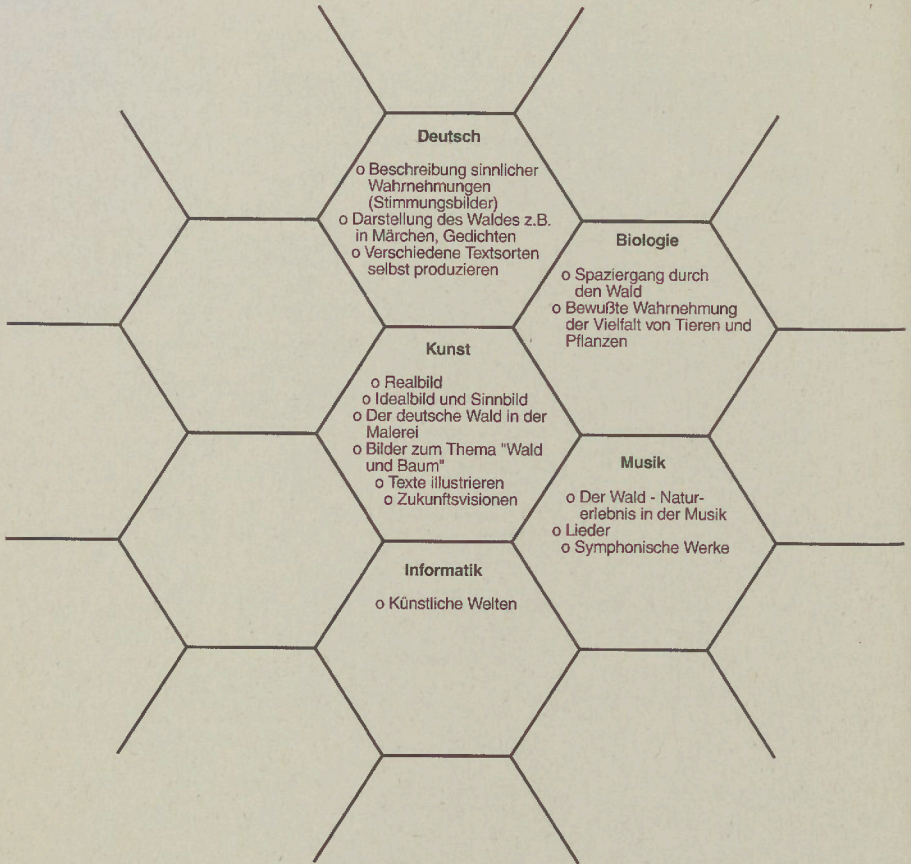 Deutsch
o Beschreibung sinnlicher
Wahrnehmungen
(Stimmungsbilder)
o Darstellung des Waldes z.B.
in Märchen, Gedichten
o Verschiedene Textsorten
selbst produzieren
Biologie
o Spaziergang durch
den Wald
o Bewußte Wahrnehmung
der Vielfalt von Tieren und
Pflanzen
Kunst
o Realbild
o Idealbild und Sinnbild
o Der deutsche Wald in der
Malerei
o Bilder zum Thema "Wald
und Baum"
o Texte illustrieren
o Zukunftsvisionen
Musik
o Der Wald - Natur-
erlebnis in der Musik
o Lieder
o Symphonische Werke
Informatik
o Künstliche Welten